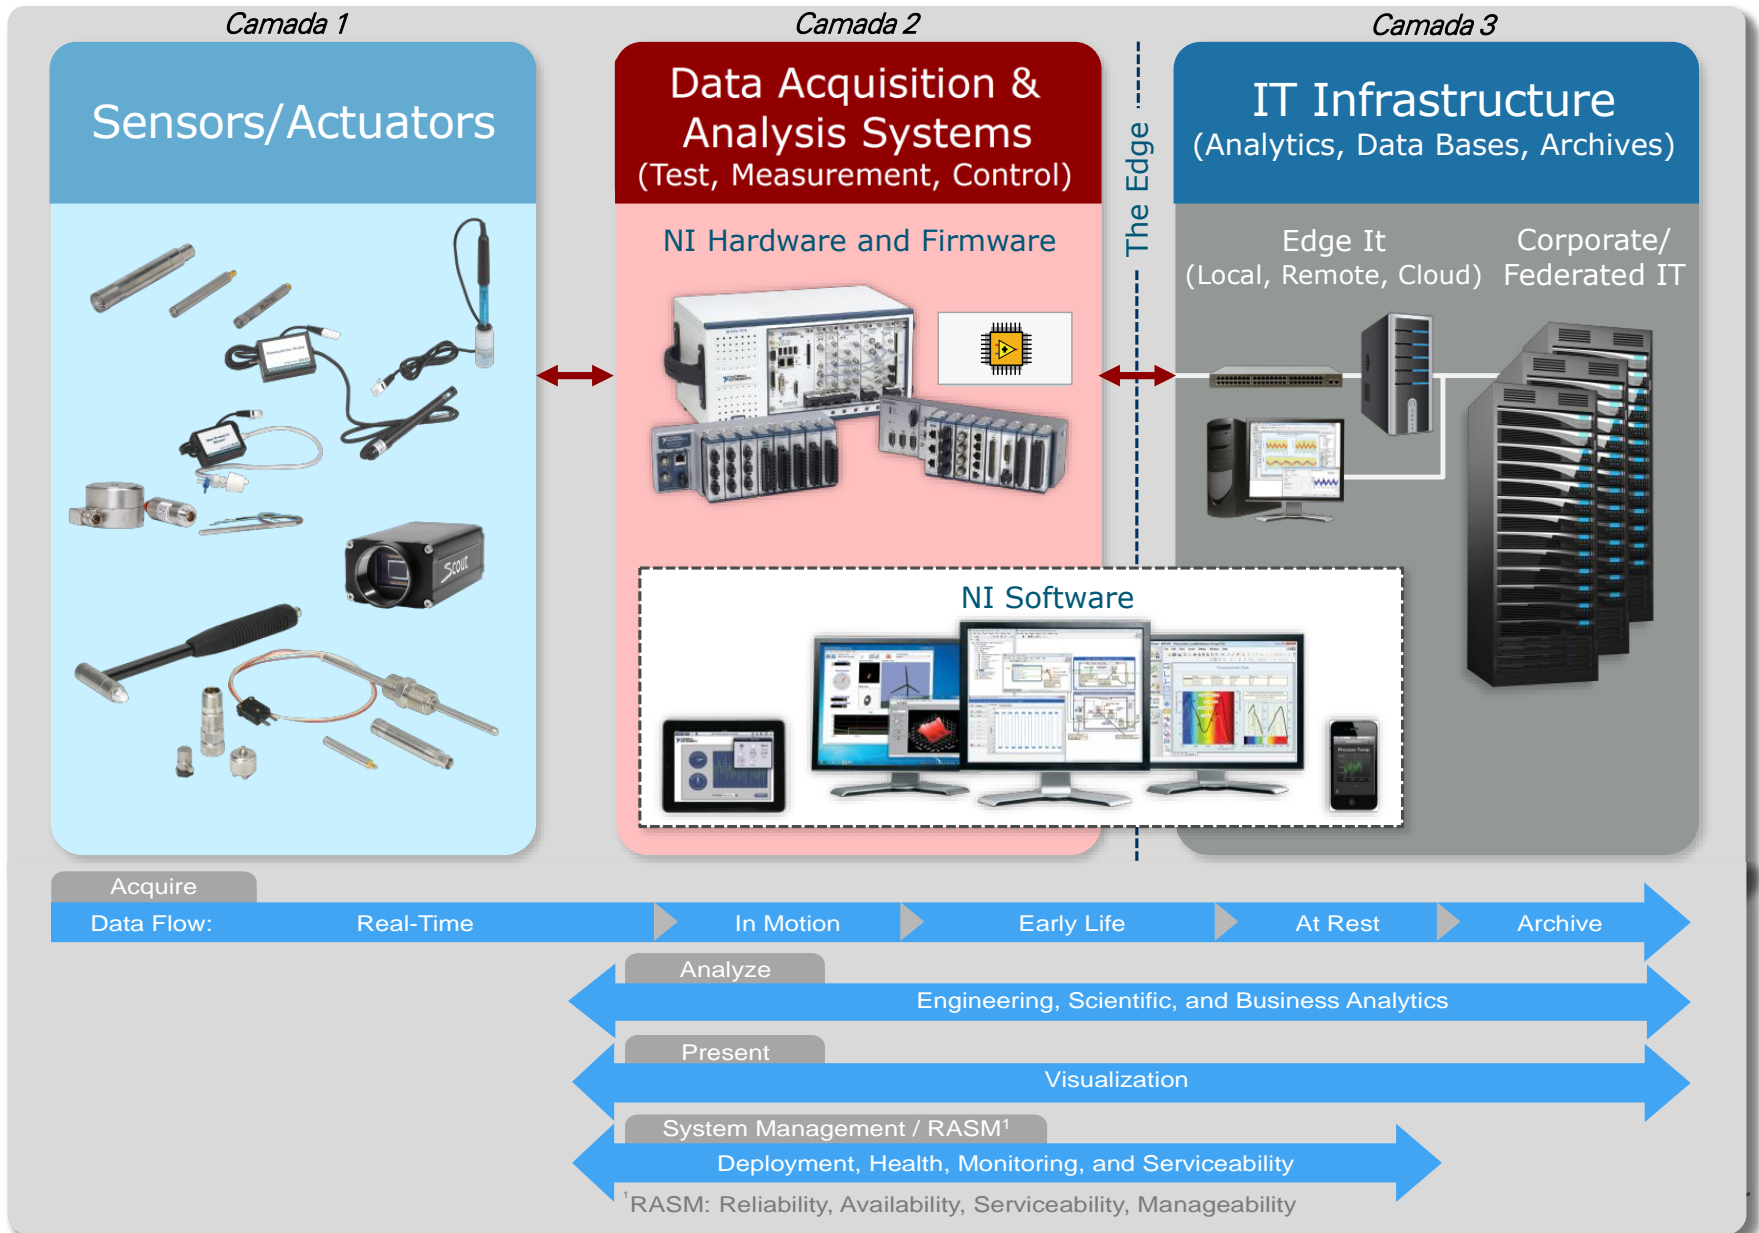 Camada 1
Camada 2
Camada 3
Sensors/Actuators
Data Acquisition &
Analysis Systems
(Test, Measurement, Control)
The Edge
IT Infrastructure
(Analytics, Data Bases, Archives)
NI Hardware and Firmware
Edge It
(Local, Remote, Cloud)
Corporate/
Federated IT
Scout
NI Software
Process Temp
Acquire
Data Flow:
Real-Time
In Motion
Early Life
At Rest
Archive
Analyze
Engineering, Scientific, and Business Analytics
Present
Visualization
System Management / RASM¹
Deployment, Health, Monitoring, and Serviceability
¹RASM: Reliability, Availability, Serviceability, Manageability